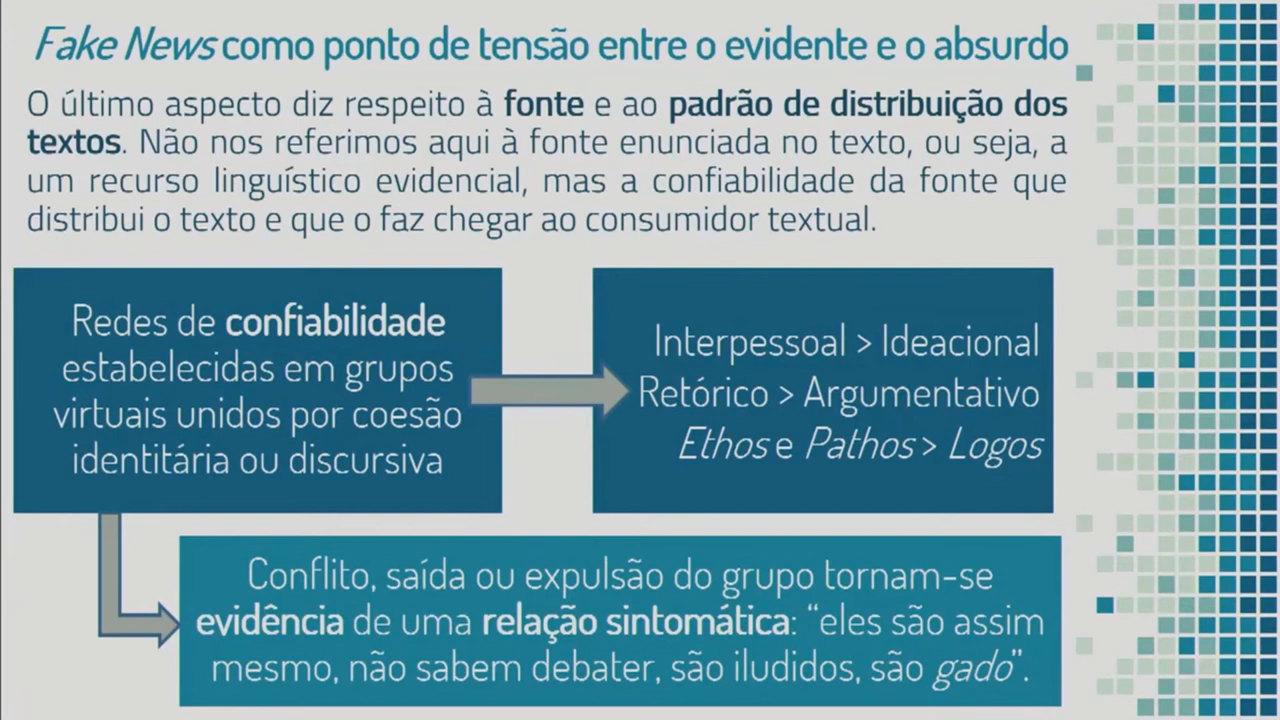 Fake News como ponto de tensão entre o evidente e o absurdo
O último aspecto diz respeito à fonte e ao padrão de distribuição dos
textos. Não nos referimos aqui à fonte enunciada no texto, ou seja, a
um recurso linguístico evidencial, mas a confiabilidade da fonte que
distribui o texto e que o faz chegar ao consumidor textual.
Redes de confiabilidade
estabelecidas em grupos
virtuais unidos por coesão
identitária ou discursiva
Interpessoal > Ideacional
Retórico > Argumentativo
Ethos e Pathos > Logos
Conflito, saída ou expulsão do grupo tornam-se
evidência de uma relação sintomática: “eles são assim
mesmo, não sabem debater, são iludidos, são gado”.